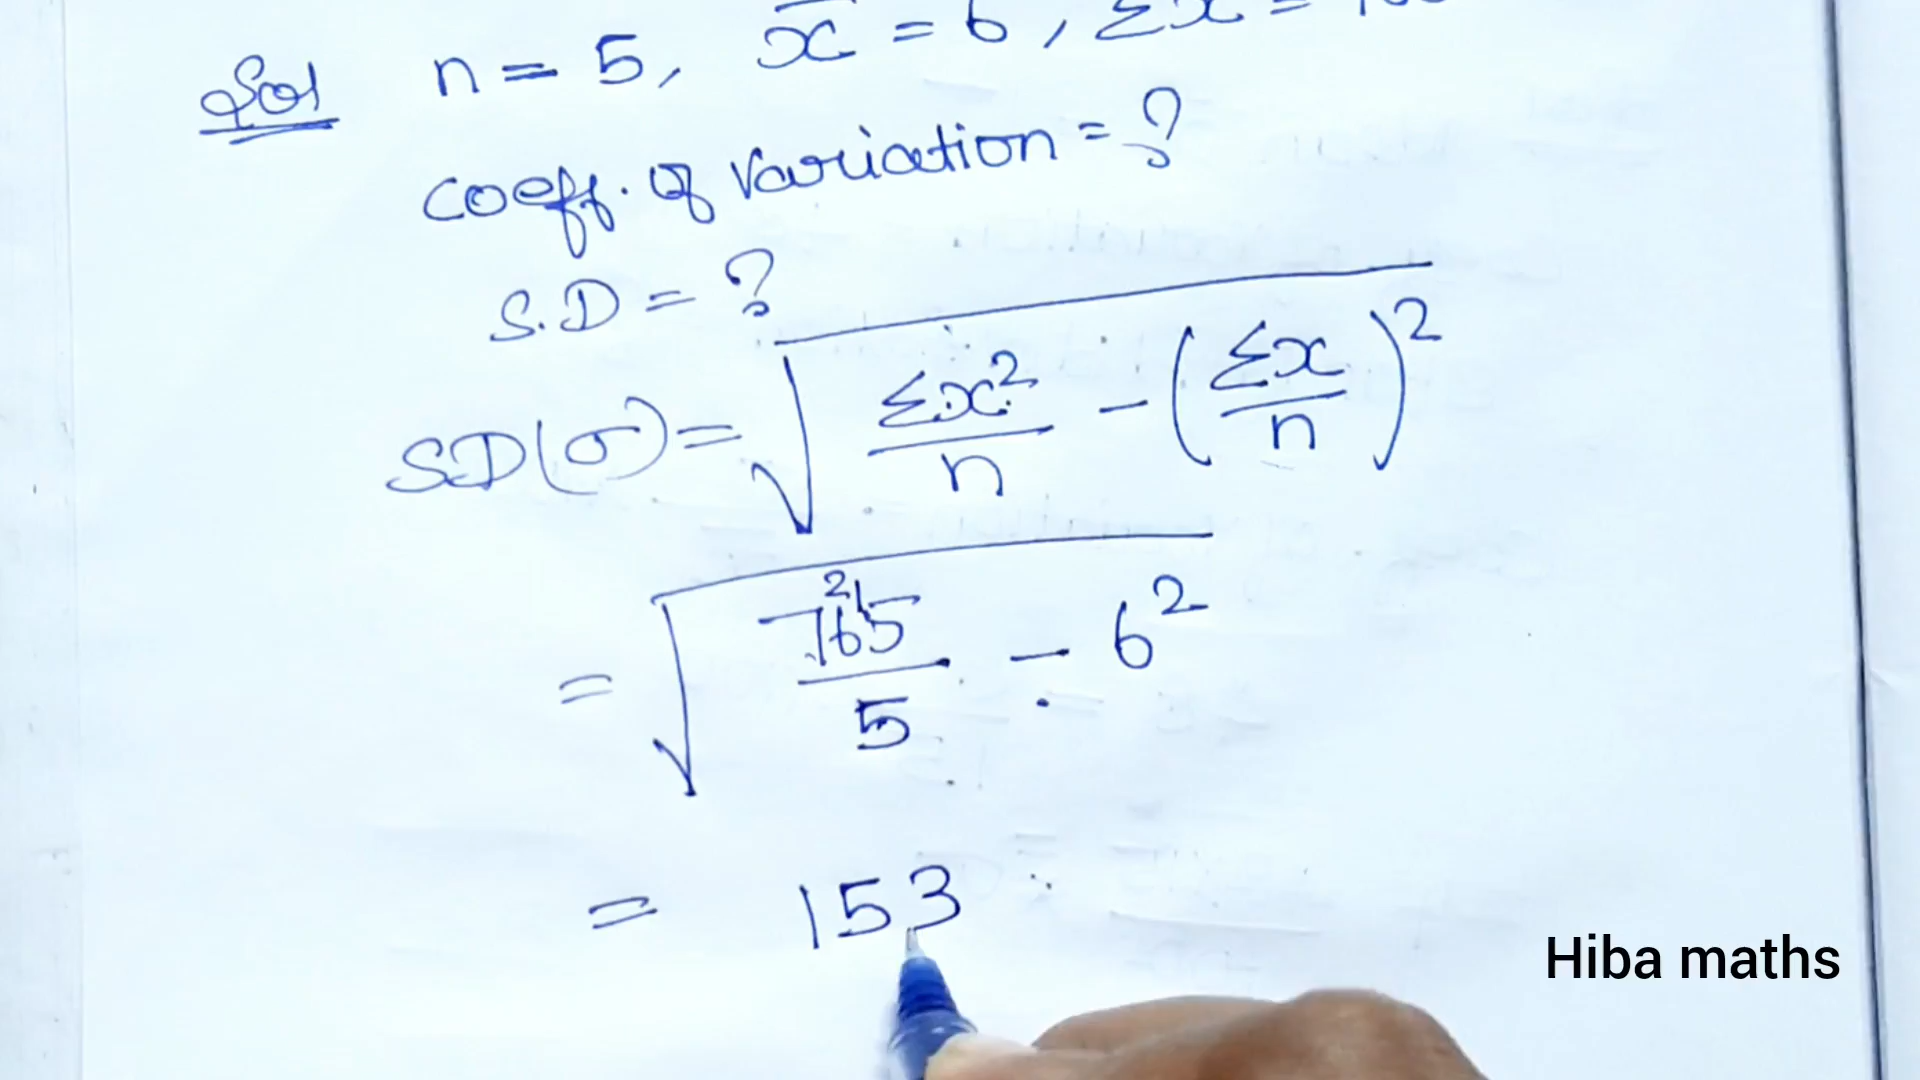 Sol n = 5, x̄ = 6, Σx =
Coeff. of variation = ?
S.D = ?
SD(σ) = √(Σx²/n − (Σx/n)²)
= √(765/5 − 6²)
= 153
Hiba maths